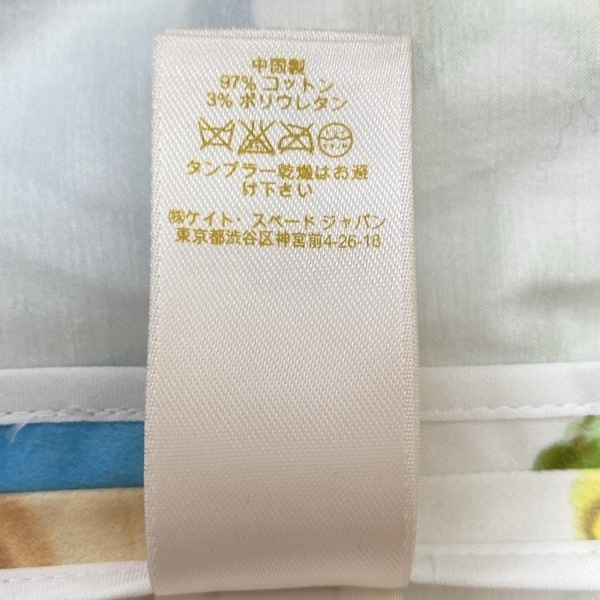 中国製
97% コットン
3% ポリウレタン
タンブラー乾燥はお避
け下さい
㈱ケイト・スペード ジャパン
東京都渋谷区神宮前4-26-18